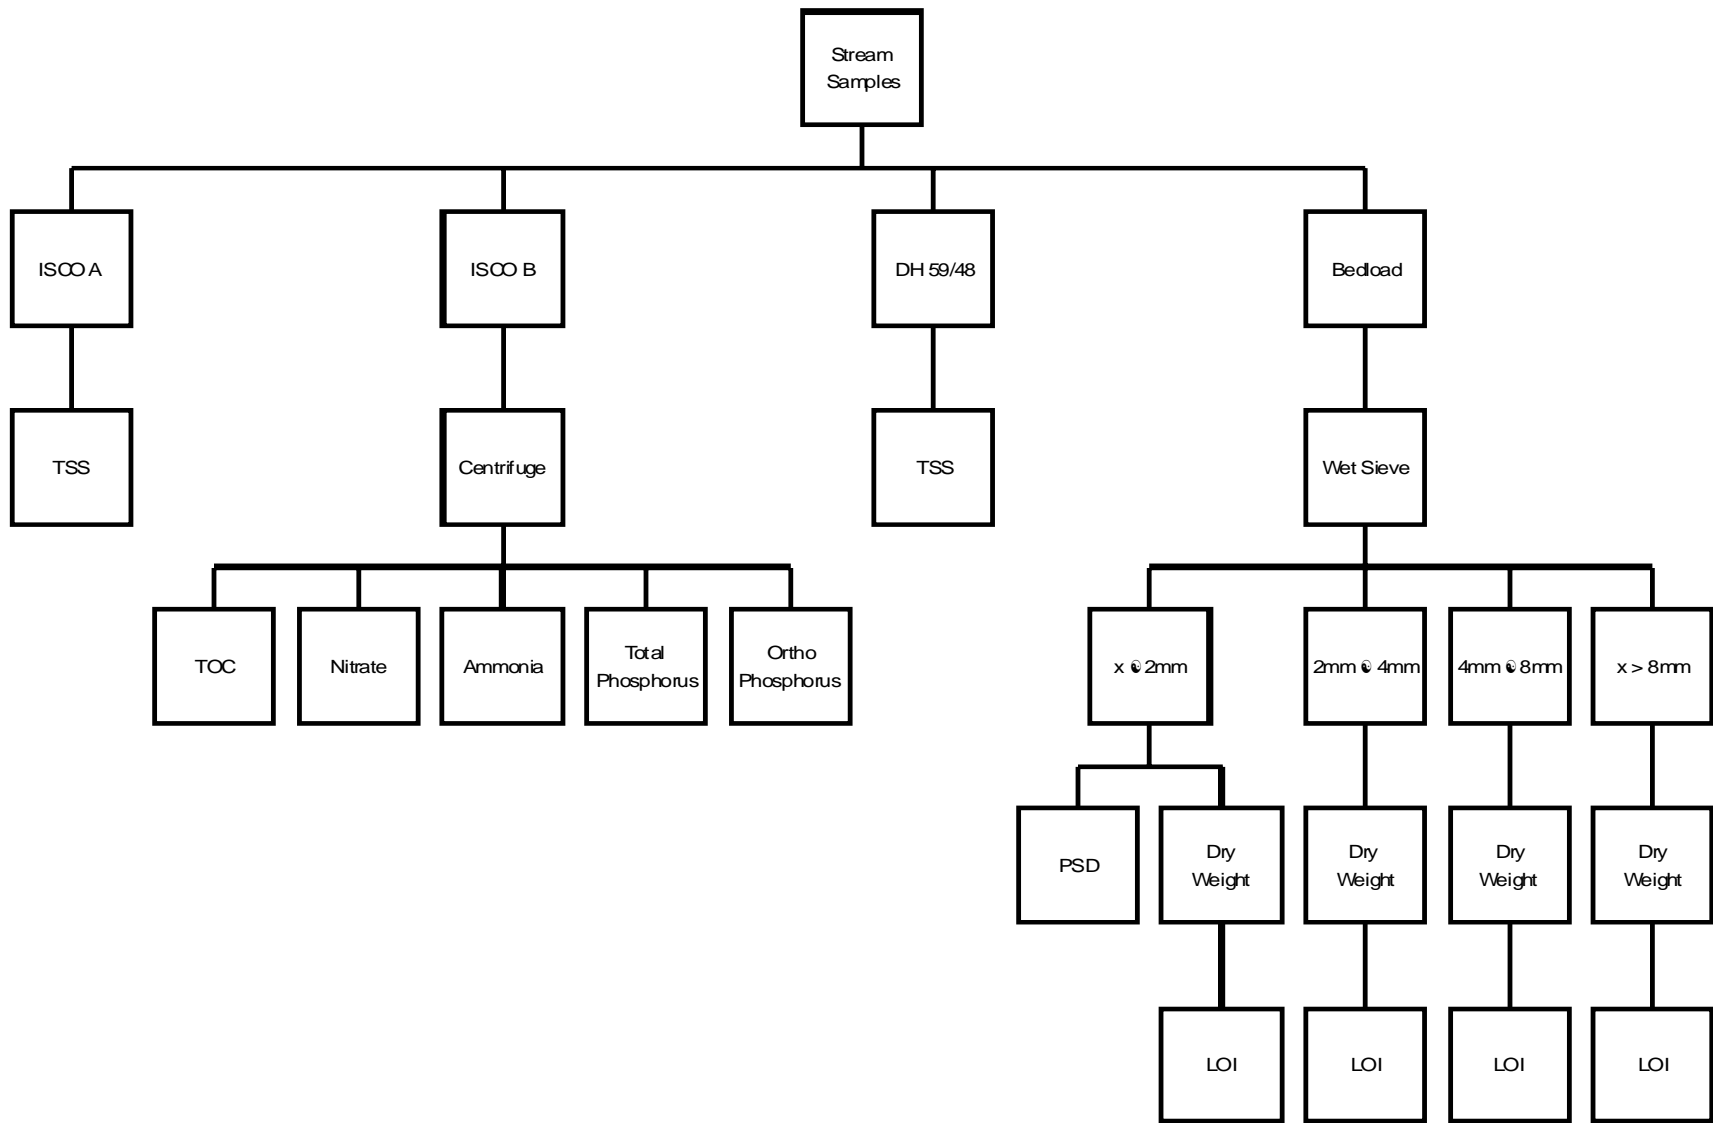 Stream
Samples
ISCO A
ISCO B
DH 59/48
Bedload
TSS
Centrifuge
TSS
Wet Sieve
TOC
Nitrate
Ammonia
Total
Phosphorus
Ortho
Phosphorus
x ☯ 2mm
2mm ☯ 4mm
4mm ☯ 8mm
x > 8mm
PSD
Dry
Weight
Dry
Weight
Dry
Weight
Dry
Weight
LOI
LOI
LOI
LOI